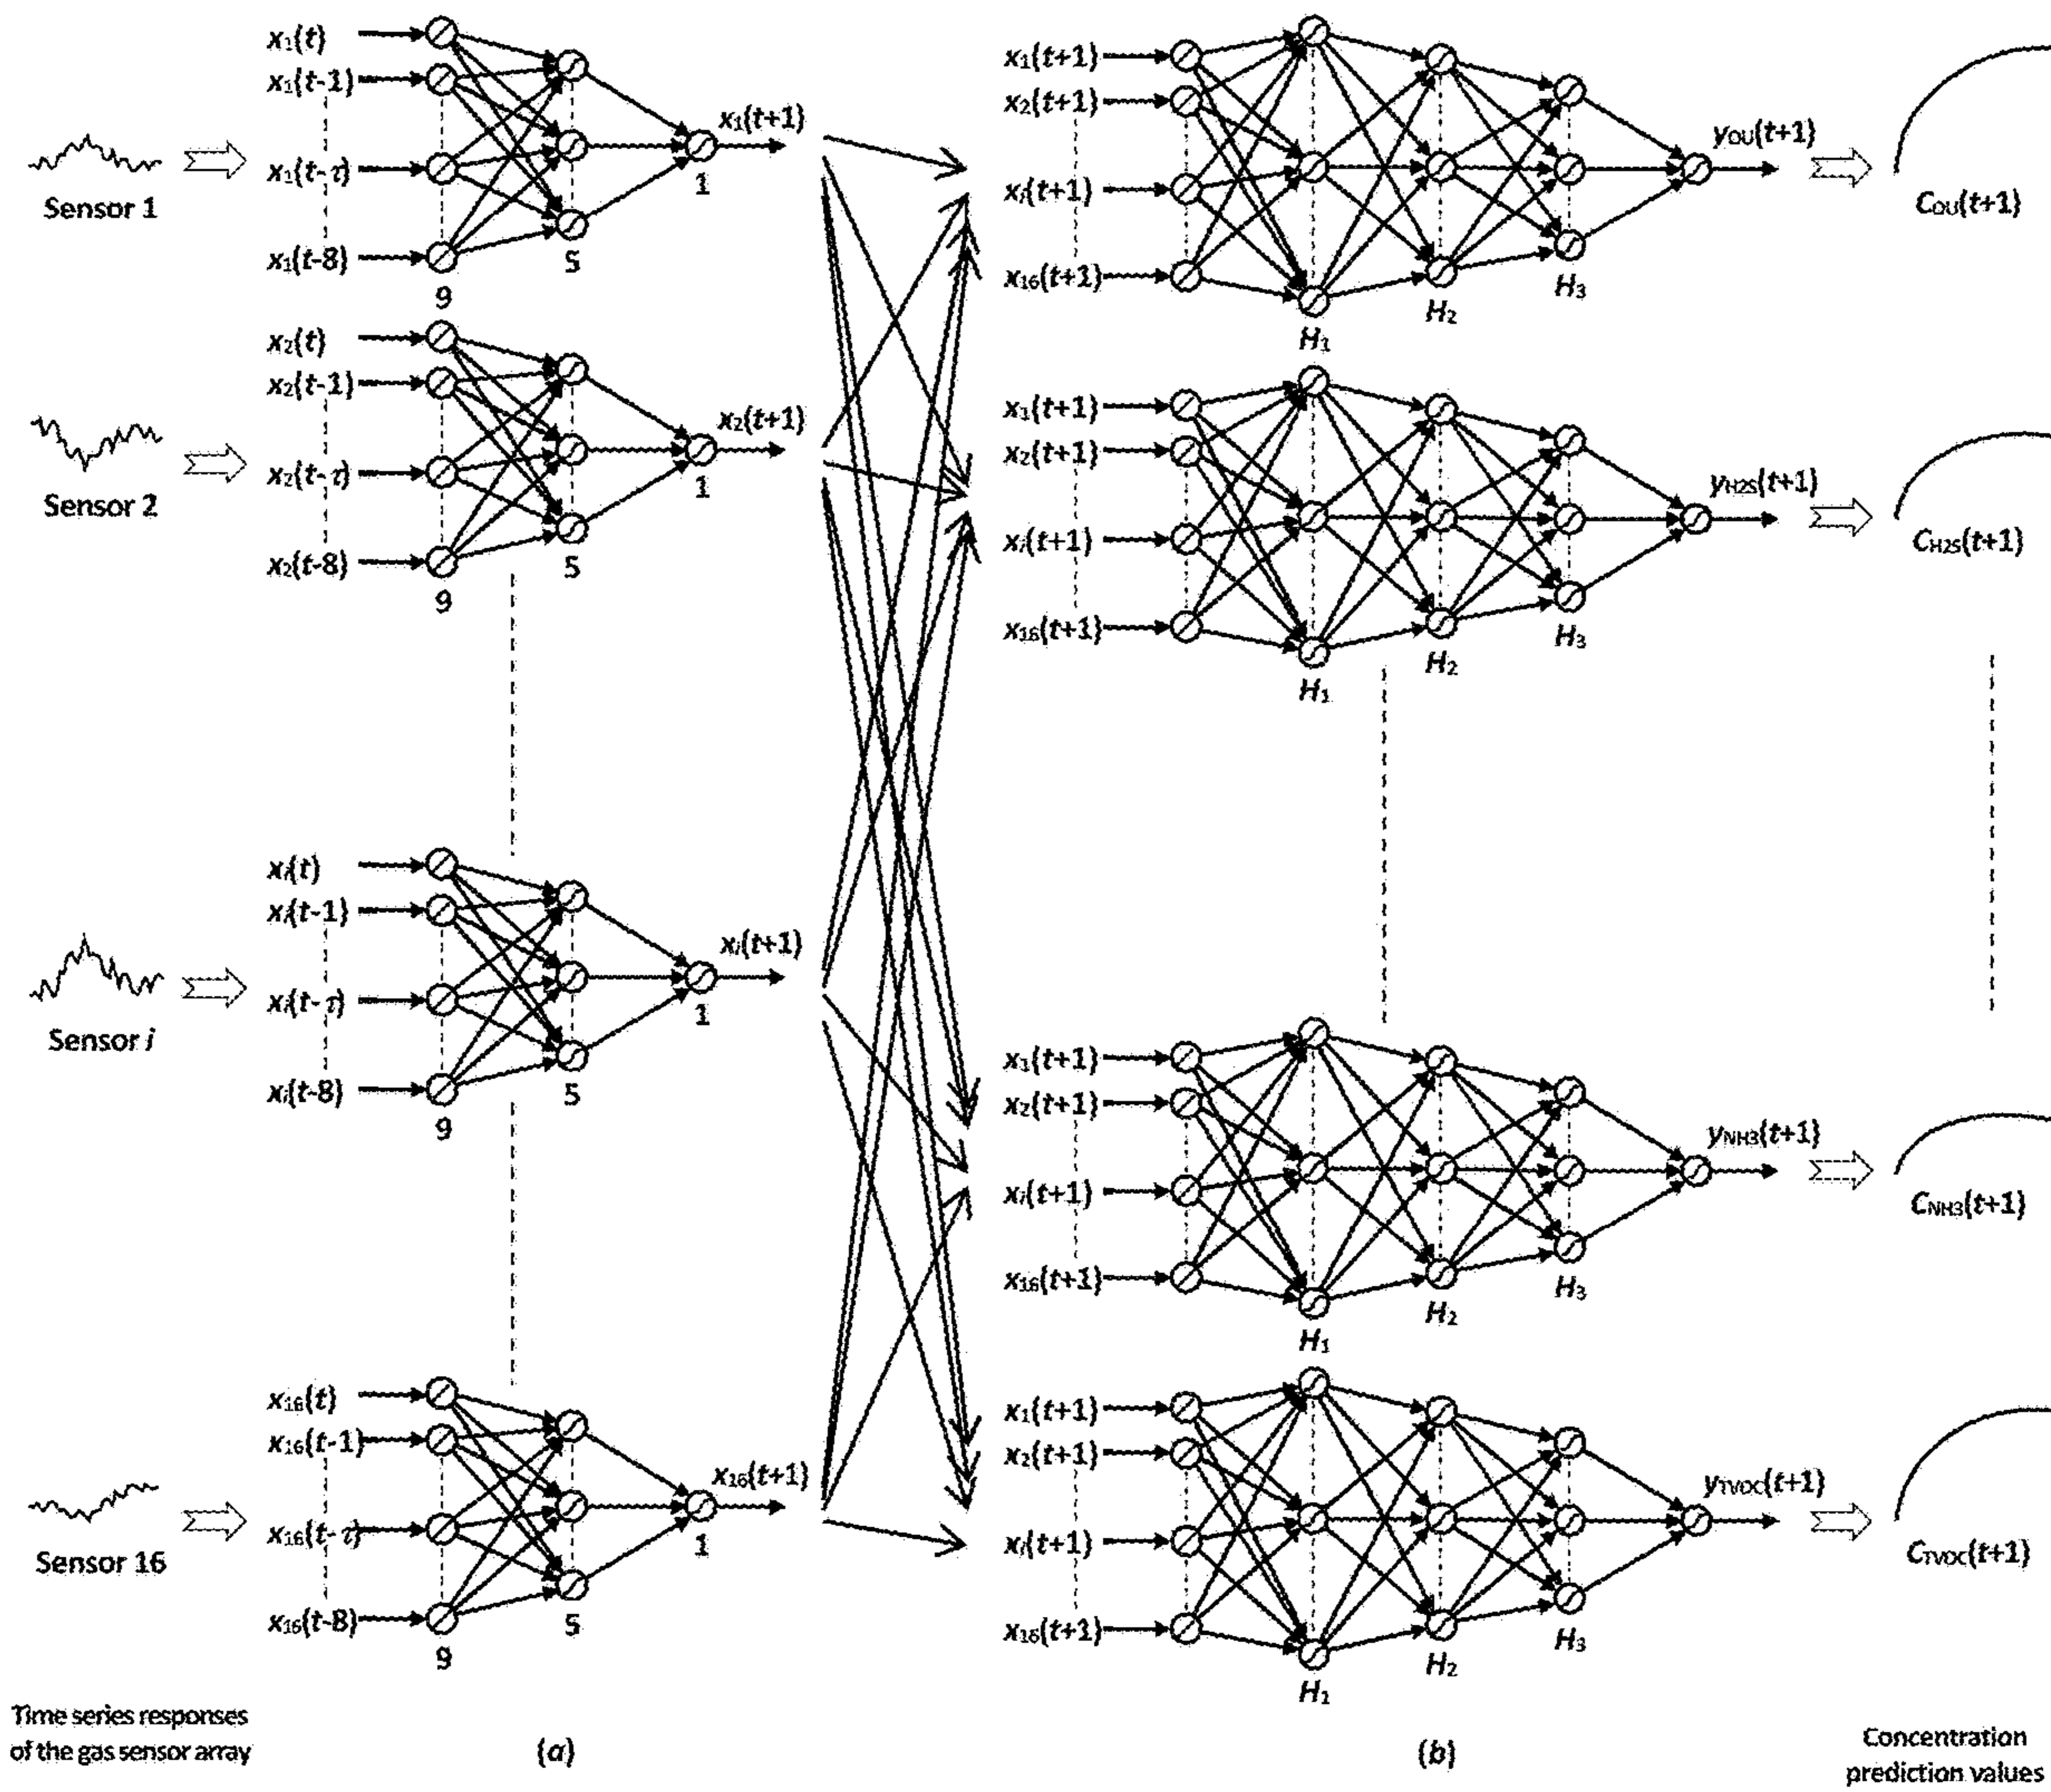 x₁(t)
x₁(t-1)
x₁(t-τ)
x₁(t-8)
Sensor 1
9
5
1
x₁(t+1)
x₂(t)
x₂(t-1)
x₂(t-τ)
x₂(t-8)
Sensor 2
9
5
1
x₂(t+1)
xᵢ(t)
xᵢ(t-1)
xᵢ(t-τ)
xᵢ(t-8)
Sensor i
9
5
1
xᵢ(t+1)
x₁₆(t)
x₁₆(t-1)
x₁₆(t-τ)
x₁₆(t-8)
Sensor 16
9
5
1
x₁₆(t+1)
Time series responses
of the gas sensor array
(a)
x₁(t+1)
x₂(t+1)
xᵢ(t+1)
x₁₆(t+1)
H₁
H₂
H₃
yOU(t+1)
COU(t+1)
x₁(t+1)
x₂(t+1)
xᵢ(t+1)
x₁₆(t+1)
H₁
H₂
H₃
yH2S(t+1)
CH2S(t+1)
x₁(t+1)
x₂(t+1)
xᵢ(t+1)
x₁₆(t+1)
H₁
H₂
H₃
yNH3(t+1)
CNH3(t+1)
x₁(t+1)
x₂(t+1)
xᵢ(t+1)
x₁₆(t+1)
H₁
H₂
H₃
yTVOC(t+1)
CTVOC(t+1)
(b)
Concentration
prediction values